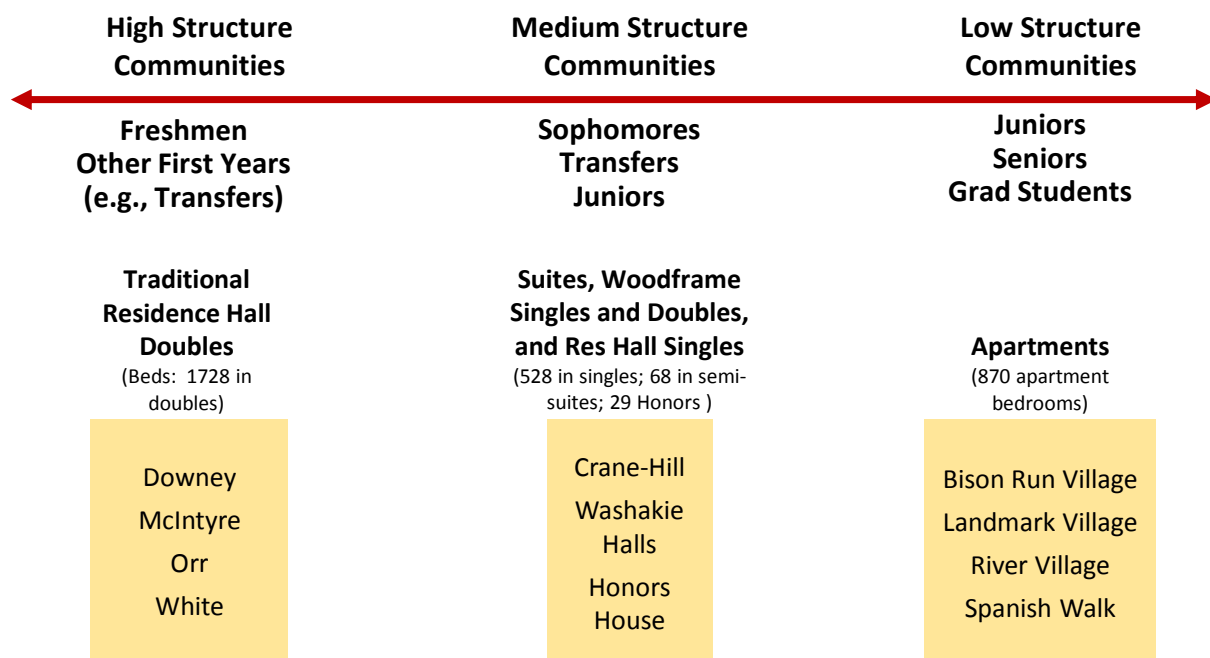 High Structure
Communities
Medium Structure
Communities
Low Structure
Communities
Freshmen
Other First Years
(e.g., Transfers)
Sophomores
Transfers
Juniors
Juniors
Seniors
Grad Students
Traditional
Residence Hall
Doubles
(Beds:  1728 in
doubles)
Suites, Woodframe
Singles and Doubles,
and Res Hall Singles
(528 in singles; 68 in semi-
suites; 29 Honors )
Apartments
(870 apartment
bedrooms)
Downey
McIntyre
Orr
White
Crane-Hill
Washakie
Halls
Honors
House
Bison Run Village
Landmark Village
River Village
Spanish Walk